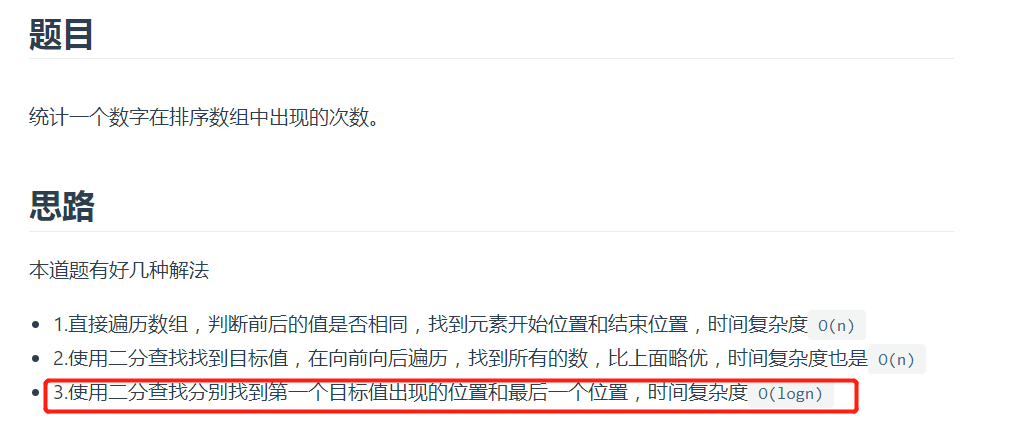 题目
统计一个数字在排序数组中出现的次数。
思路
本道题有好几种解法
1.直接遍历数组，判断前后的值是否相同，找到元素开始位置和结束位置，时间复杂度 O(n)
2.使用二分查找找到目标值，在向前向后遍历，找到所有的数，比上面略优，时间复杂度也是 O(n)
3.使用二分查找分别找到第一个目标值出现的位置和最后一个位置，时间复杂度 O(logn)